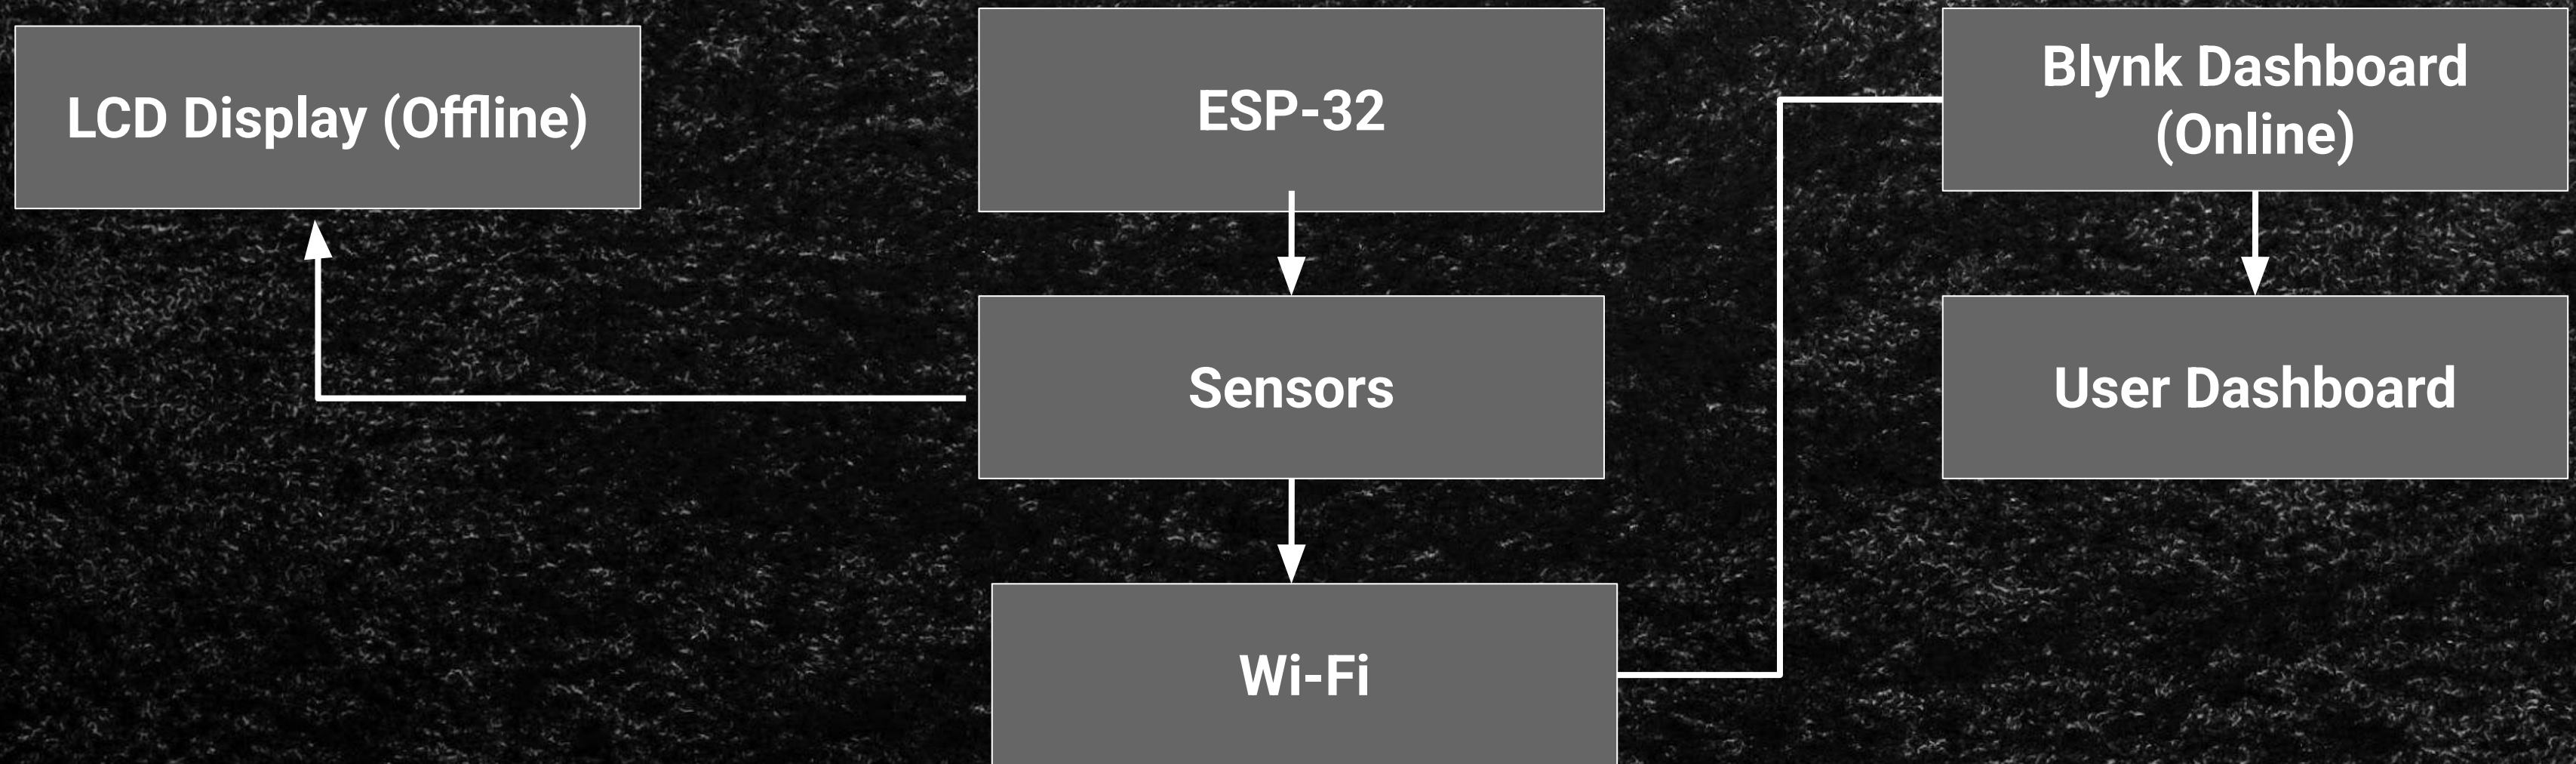 LCD Display (Offline)
ESP-32
Blynk Dashboard
(Online)
Sensors
User Dashboard
Wi-Fi